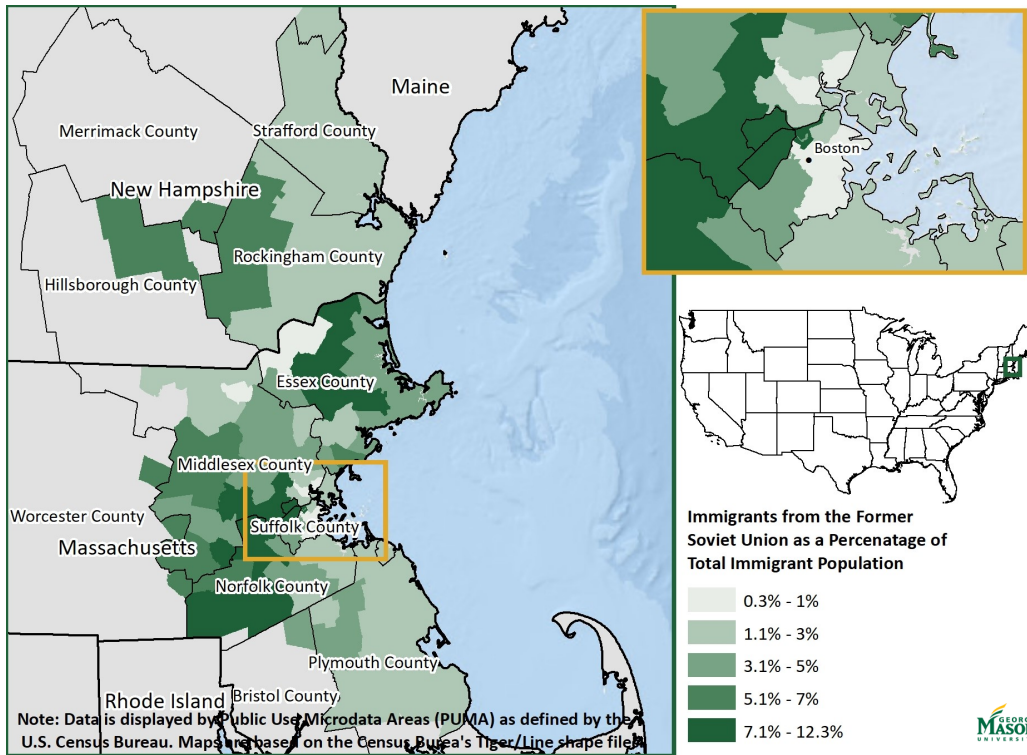 Maine
Merrimack County
Strafford County
New Hampshire
Rockingham County
Hillsborough County
Essex County
Middlesex County
Worcester County
Suffolk County
Massachusetts
Norfolk County
Plymouth County
Rhode Island
Bristol County
Note: Data is displayed by Public Use Microdata Areas (PUMA) as defined by the
U.S. Census Bureau. Maps are based on the Census Burea's Tiger/Line shape files
Boston
Immigrants from the Former
Soviet Union as a Percenatage of
Total Immigrant Population
0.3% - 1%
1.1% - 3%
3.1% - 5%
5.1% - 7%
7.1% - 12.3%